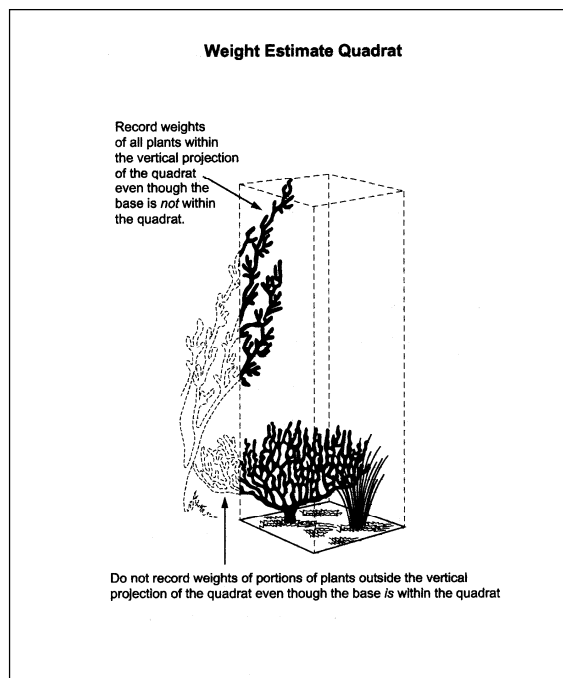 Weight Estimate Quadrat
Record weights
of all plants within
the vertical projection
of the quadrat
even though the
base is not within
the quadrat.
Do not record weights of portions of plants outside the vertical
projection of the quadrat even though the base is within the quadrat